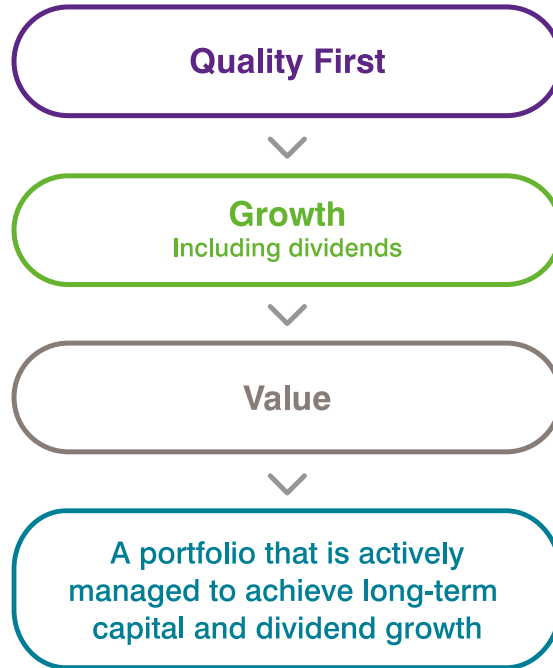 Quality First
Growth
Including dividends
Value
A portfolio that is actively
managed to achieve long-term
capital and dividend growth